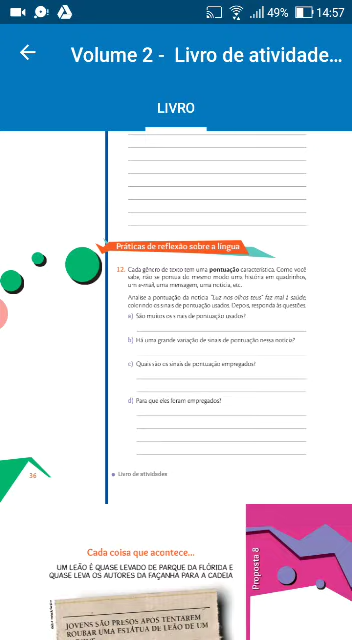 49% 14:57
Volume 2 - Livro de atividade...
LIVRO
Práticas de reflexão sobre a língua
12. Cada gênero de texto tem uma pontuação característica. Como você
sabe, não se pontua do mesmo modo uma história em quadrinhos,
um e-mail, uma mensagem, uma notícia, etc.
Analise a pontuação da notícia "Luz nos olhos teus" faz mal à saúde,
colorindo os sinais de pontuação usados. Depois, responda às questões.
a) São muitos os sinais de pontuação usados?
b) Há uma grande variação de sinais de pontuação nessa notícia?
c) Quais são os sinais de pontuação empregados?
d) Para que eles foram empregados?
36
Livro de atividades
Proposta 8
Cada coisa que acontece...
UM LEÃO É QUASE LEVADO DE PARQUE DA FLÓRIDA E
QUASE LEVA OS AUTORES DA FAÇANHA PARA A CADEIA
JOVENS SÃO PRESOS APÓS TENTAREM
ROUBAR UMA ESTÁTUA DE LEÃO DE UM